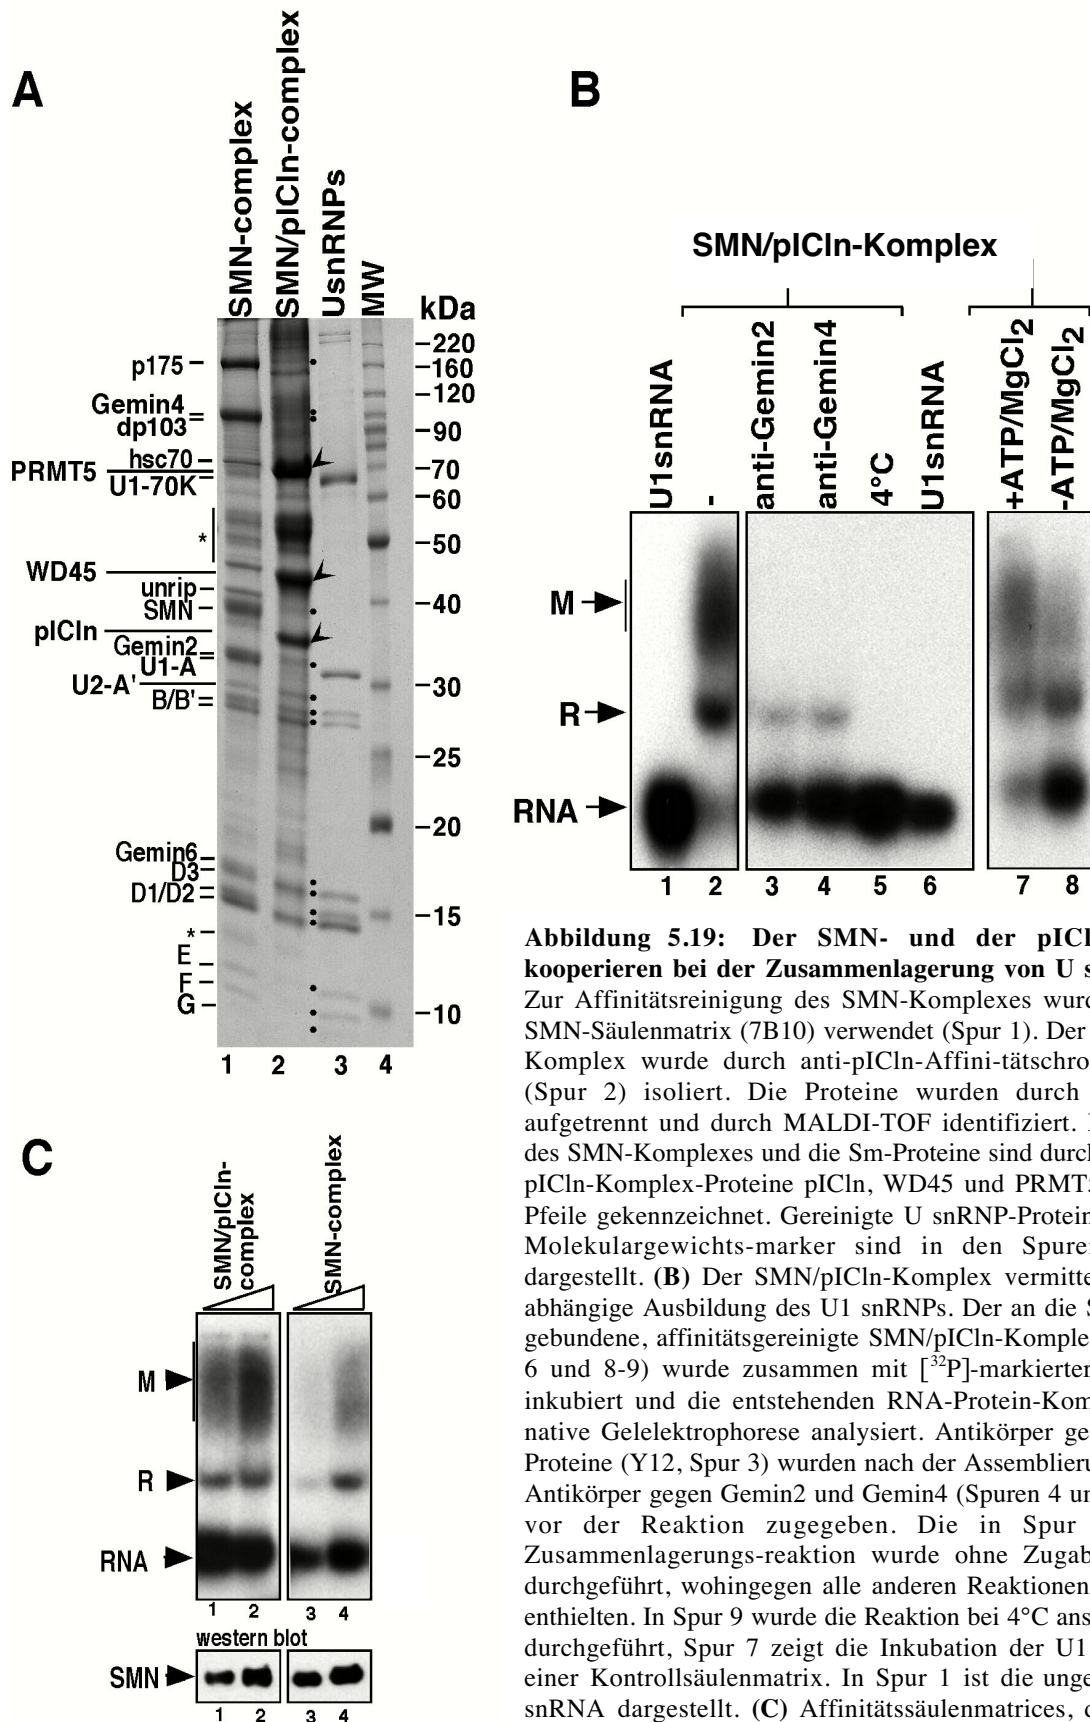 A
SMN-complex
SMN/pICln-complex
UsnRNPs
MW
kDa
p175
Gemin4
dp103
hsc70
PRMT5
U1-70K
*
WD45
unrip
SMN
pICln
Gemin2
U1-A
U2-A'
B/B'
Gemin6
D3
D1/D2
*
E
F
G
220
160
120
90
70
60
50
40
30
25
20
15
10
1 2 3 4
B
SMN/pICln-Komplex
U1snRNA
-
anti-Gemin2
anti-Gemin4
4°C
U1snRNA
+ATP/MgCl2
-ATP/MgCl2
M
R
RNA
1 2 3 4 5 6 7 8
C
SMN/pICln-
complex
SMN-complex
M
R
RNA
1 2 3 4
western blot
SMN
1 2 3 4
Abbildung 5.19: Der SMN- und der pICl
kooperieren bei der Zusammenlagerung von U s
Zur Affinitätsreinigung des SMN-Komplexes wurd
SMN-Säulenmatrix (7B10) verwendet (Spur 1). Der
Komplex wurde durch anti-pICln-Affini-tätschro
(Spur 2) isoliert. Die Proteine wurden durch
aufgetrennt und durch MALDI-TOF identifiziert.
des SMN-Komplexes und die Sm-Proteine sind durch
pICln-Komplex-Proteine pICln, WD45 und PRMT
Pfeile gekennzeichnet. Gereinigte U snRNP-Protein
Molekulargewichts-marker sind in den Spure
dargestellt. (B) Der SMN/pICln-Komplex vermitte
abhängige Ausbildung des U1 snRNPs. Der an die S
gebundene, affinitätsgereinigte SMN/pICln-Komple
6 und 8-9) wurde zusammen mit [32P]-markierter
inkubiert und die entstehenden RNA-Protein-Kom
native Gelelektrophorese analysiert. Antikörper ge
Proteine (Y12, Spur 3) wurden nach der Assemblieru
Antikörper gegen Gemin2 und Gemin4 (Spuren 4 un
vor der Reaktion zugegeben. Die in Spur
Zusammenlagerungs-reaktion wurde ohne Zugab
durchgeführt, wohingegen alle anderen Reaktionen
enthielten. In Spur 9 wurde die Reaktion bei 4°C ans
durchgeführt, Spur 7 zeigt die Inkubation der U1
einer Kontrollsäulenmatrix. In Spur 1 ist die unge
snRNA dargestellt. (C) Affinitätssäulenmatrices, d